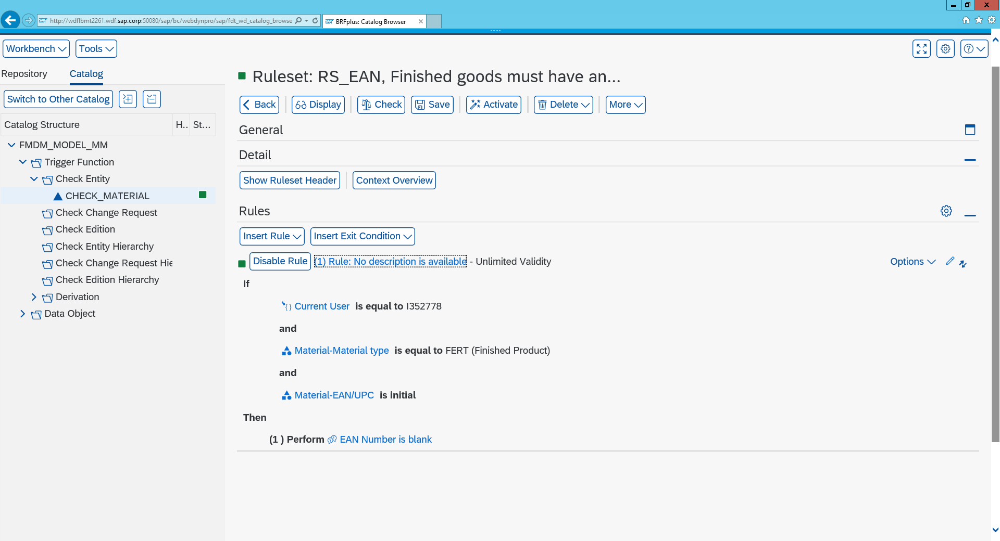 http://wdflbmt2261.wdf.sap.corp:50080/sap/bc/webdynpro/sap/fdt_wd_catalog_browse
BRFplus: Catalog Browser
Workbench
Tools
Repository
Catalog
Switch to Other Catalog
Catalog Structure
H..
St...
FMDM_MODEL_MM
Trigger Function
Check Entity
CHECK_MATERIAL
Check Change Request
Check Edition
Check Entity Hierarchy
Check Change Request Hie
Check Edition Hierarchy
Derivation
Data Object
Ruleset: RS_EAN, Finished goods must have an...
Back
Display
Check
Save
Activate
Delete
More
General
Detail
Show Ruleset Header
Context Overview
Rules
Insert Rule
Insert Exit Condition
Disable Rule (1) Rule: No description is available - Unlimited Validity
Options
If
Current User is equal to I352778
and
Material-Material type is equal to FERT (Finished Product)
and
Material-EAN/UPC is initial
Then
(1 ) Perform EAN Number is blank